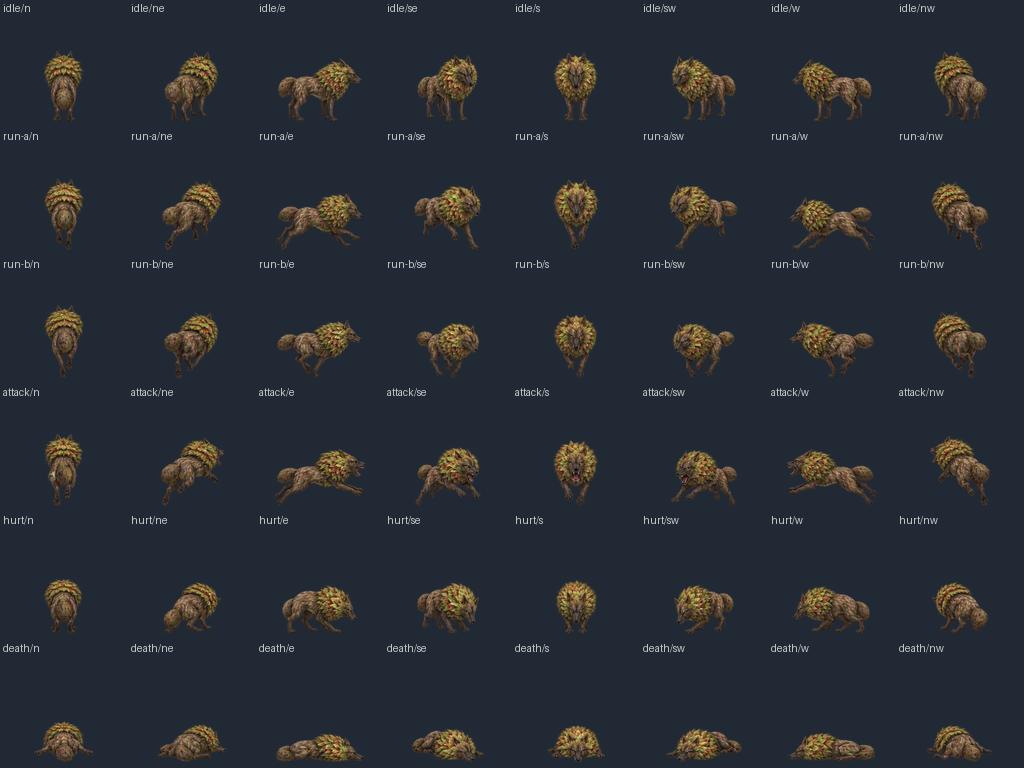 idle/n idle/ne idle/e idle/se idle/s idle/sw idle/w idle/nw
run-a/n run-a/ne run-a/e run-a/se run-a/s run-a/sw run-a/w run-a/nw
run-b/n run-b/ne run-b/e run-b/se run-b/s run-b/sw run-b/w run-b/nw
attack/n attack/ne attack/e attack/se attack/s attack/sw attack/w attack/nw
hurt/n hurt/ne hurt/e hurt/se hurt/s hurt/sw hurt/w hurt/nw
death/n death/ne death/e death/se death/s death/sw death/w death/nw